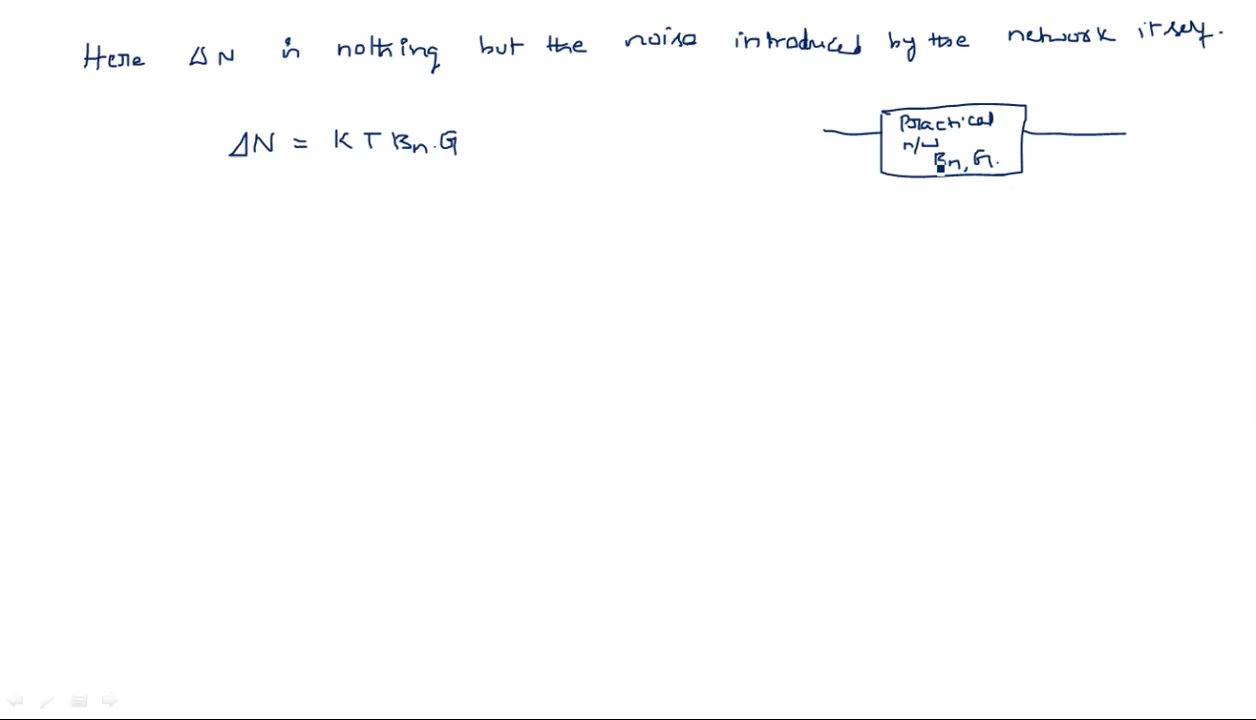 Here ΔN is nothing but the noise introduced by the network itself.
ΔN = K T Bn.G
Practical
n/w
Bn, G.